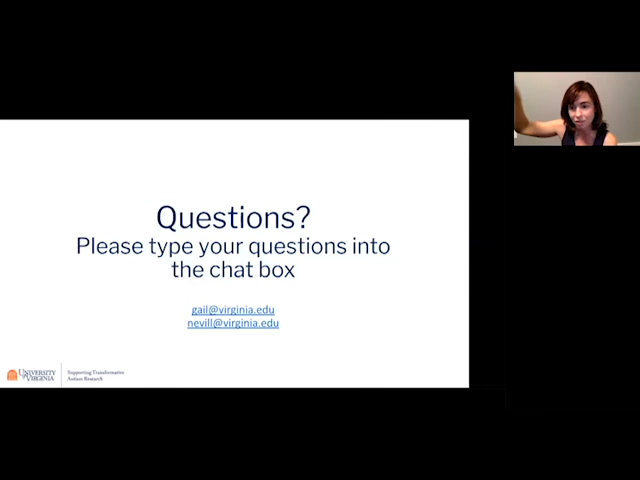 Questions?
Please type your questions into
the chat box
gail@virginia.edu
nevill@virginia.edu
UNIVERSITY
of VIRGINIA
Supporting Transformative
Autism Research